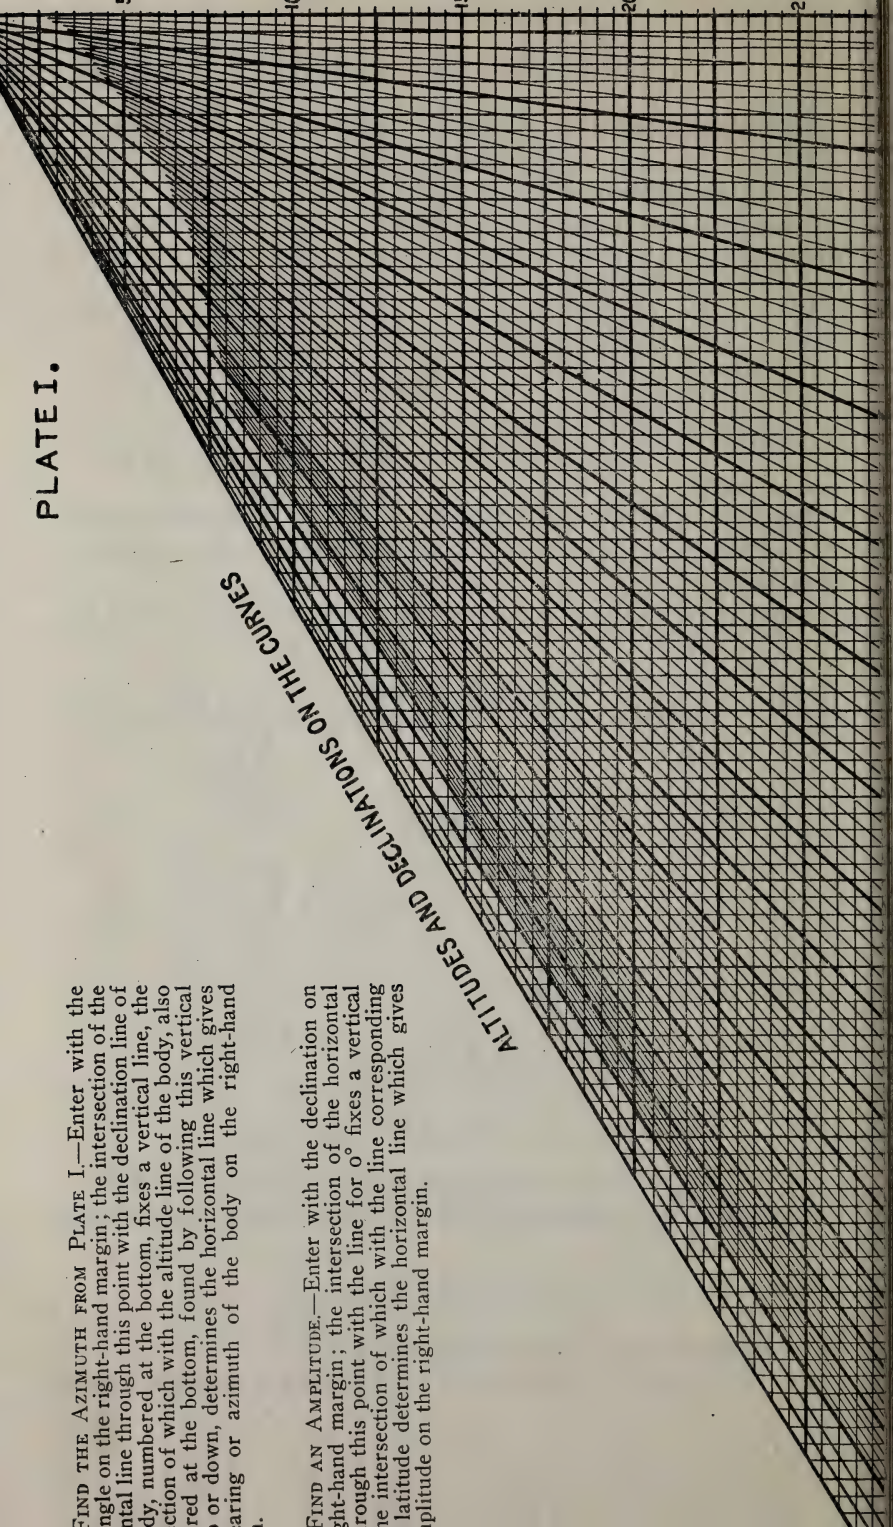 PLATE I.
FIND THE AZIMUTH FROM PLATE I.—Enter with the
ngle on the right-hand margin; the intersection of the
ntal line through this point with the declination line of
dy, numbered at the bottom, fixes a vertical line, the
ction of which with the altitude line of the body, also
red at the bottom, found by following this vertical
or down, determines the horizontal line which gives
aring or azimuth of the body on the right-hand
FIND AN AMPLITUDE.—Enter with the declination on
ght-hand margin; the intersection of the horizontal
rough this point with the line for 0° fixes a vertical
he intersection of which with the line corresponding
latitude determines the horizontal line which gives
plitude on the right-hand margin.
ALTITUDES AND DECLINATIONS ON THE CURVES
10
15
20
2